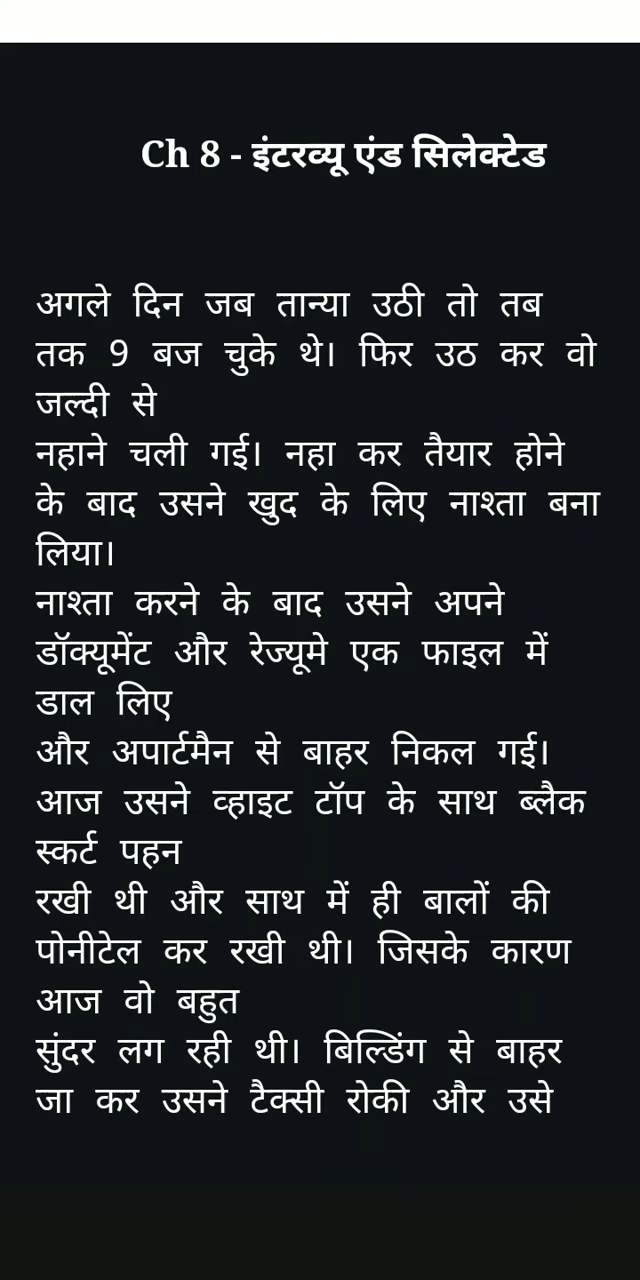 Ch 8 - इंटरव्यू एंड सिलेक्टेड
अगले दिन जब तान्या उठी तो तब
तक 9 बज चुके थे। फिर उठ कर वो
जल्दी से
नहाने चली गई। नहा कर तैयार होने
के बाद उसने खुद के लिए नाश्ता बना
लिया।
नाश्ता करने के बाद उसने अपने
डॉक्यूमेंट और रेज्यूमे एक फाइल में
डाल लिए
और अपार्टमैन से बाहर निकल गई।
आज उसने व्हाइट टॉप के साथ ब्लैक
स्कर्ट पहन
रखी थी और साथ में ही बालों की
पोनीटेल कर रखी थी। जिसके कारण
आज वो बहुत
सुंदर लग रही थी। बिल्डिंग से बाहर
जा कर उसने टैक्सी रोकी और उसे